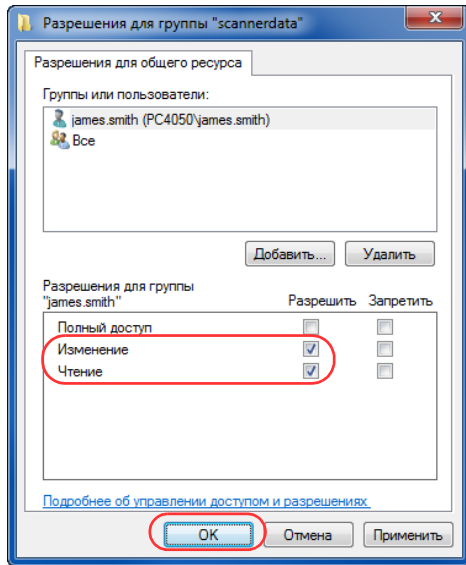 Разрешения для группы "scannerdata"
Разрешения для общего ресурса
Группы или пользователи:
james.smith (PC4050\james.smith)
Все
Добавить... Удалить
Разрешения для группы
"james.smith" Разрешить Запретить
Полный доступ
Изменение
Чтение
Подробнее об управлении доступом и разрешениях
OK Отмена Применить